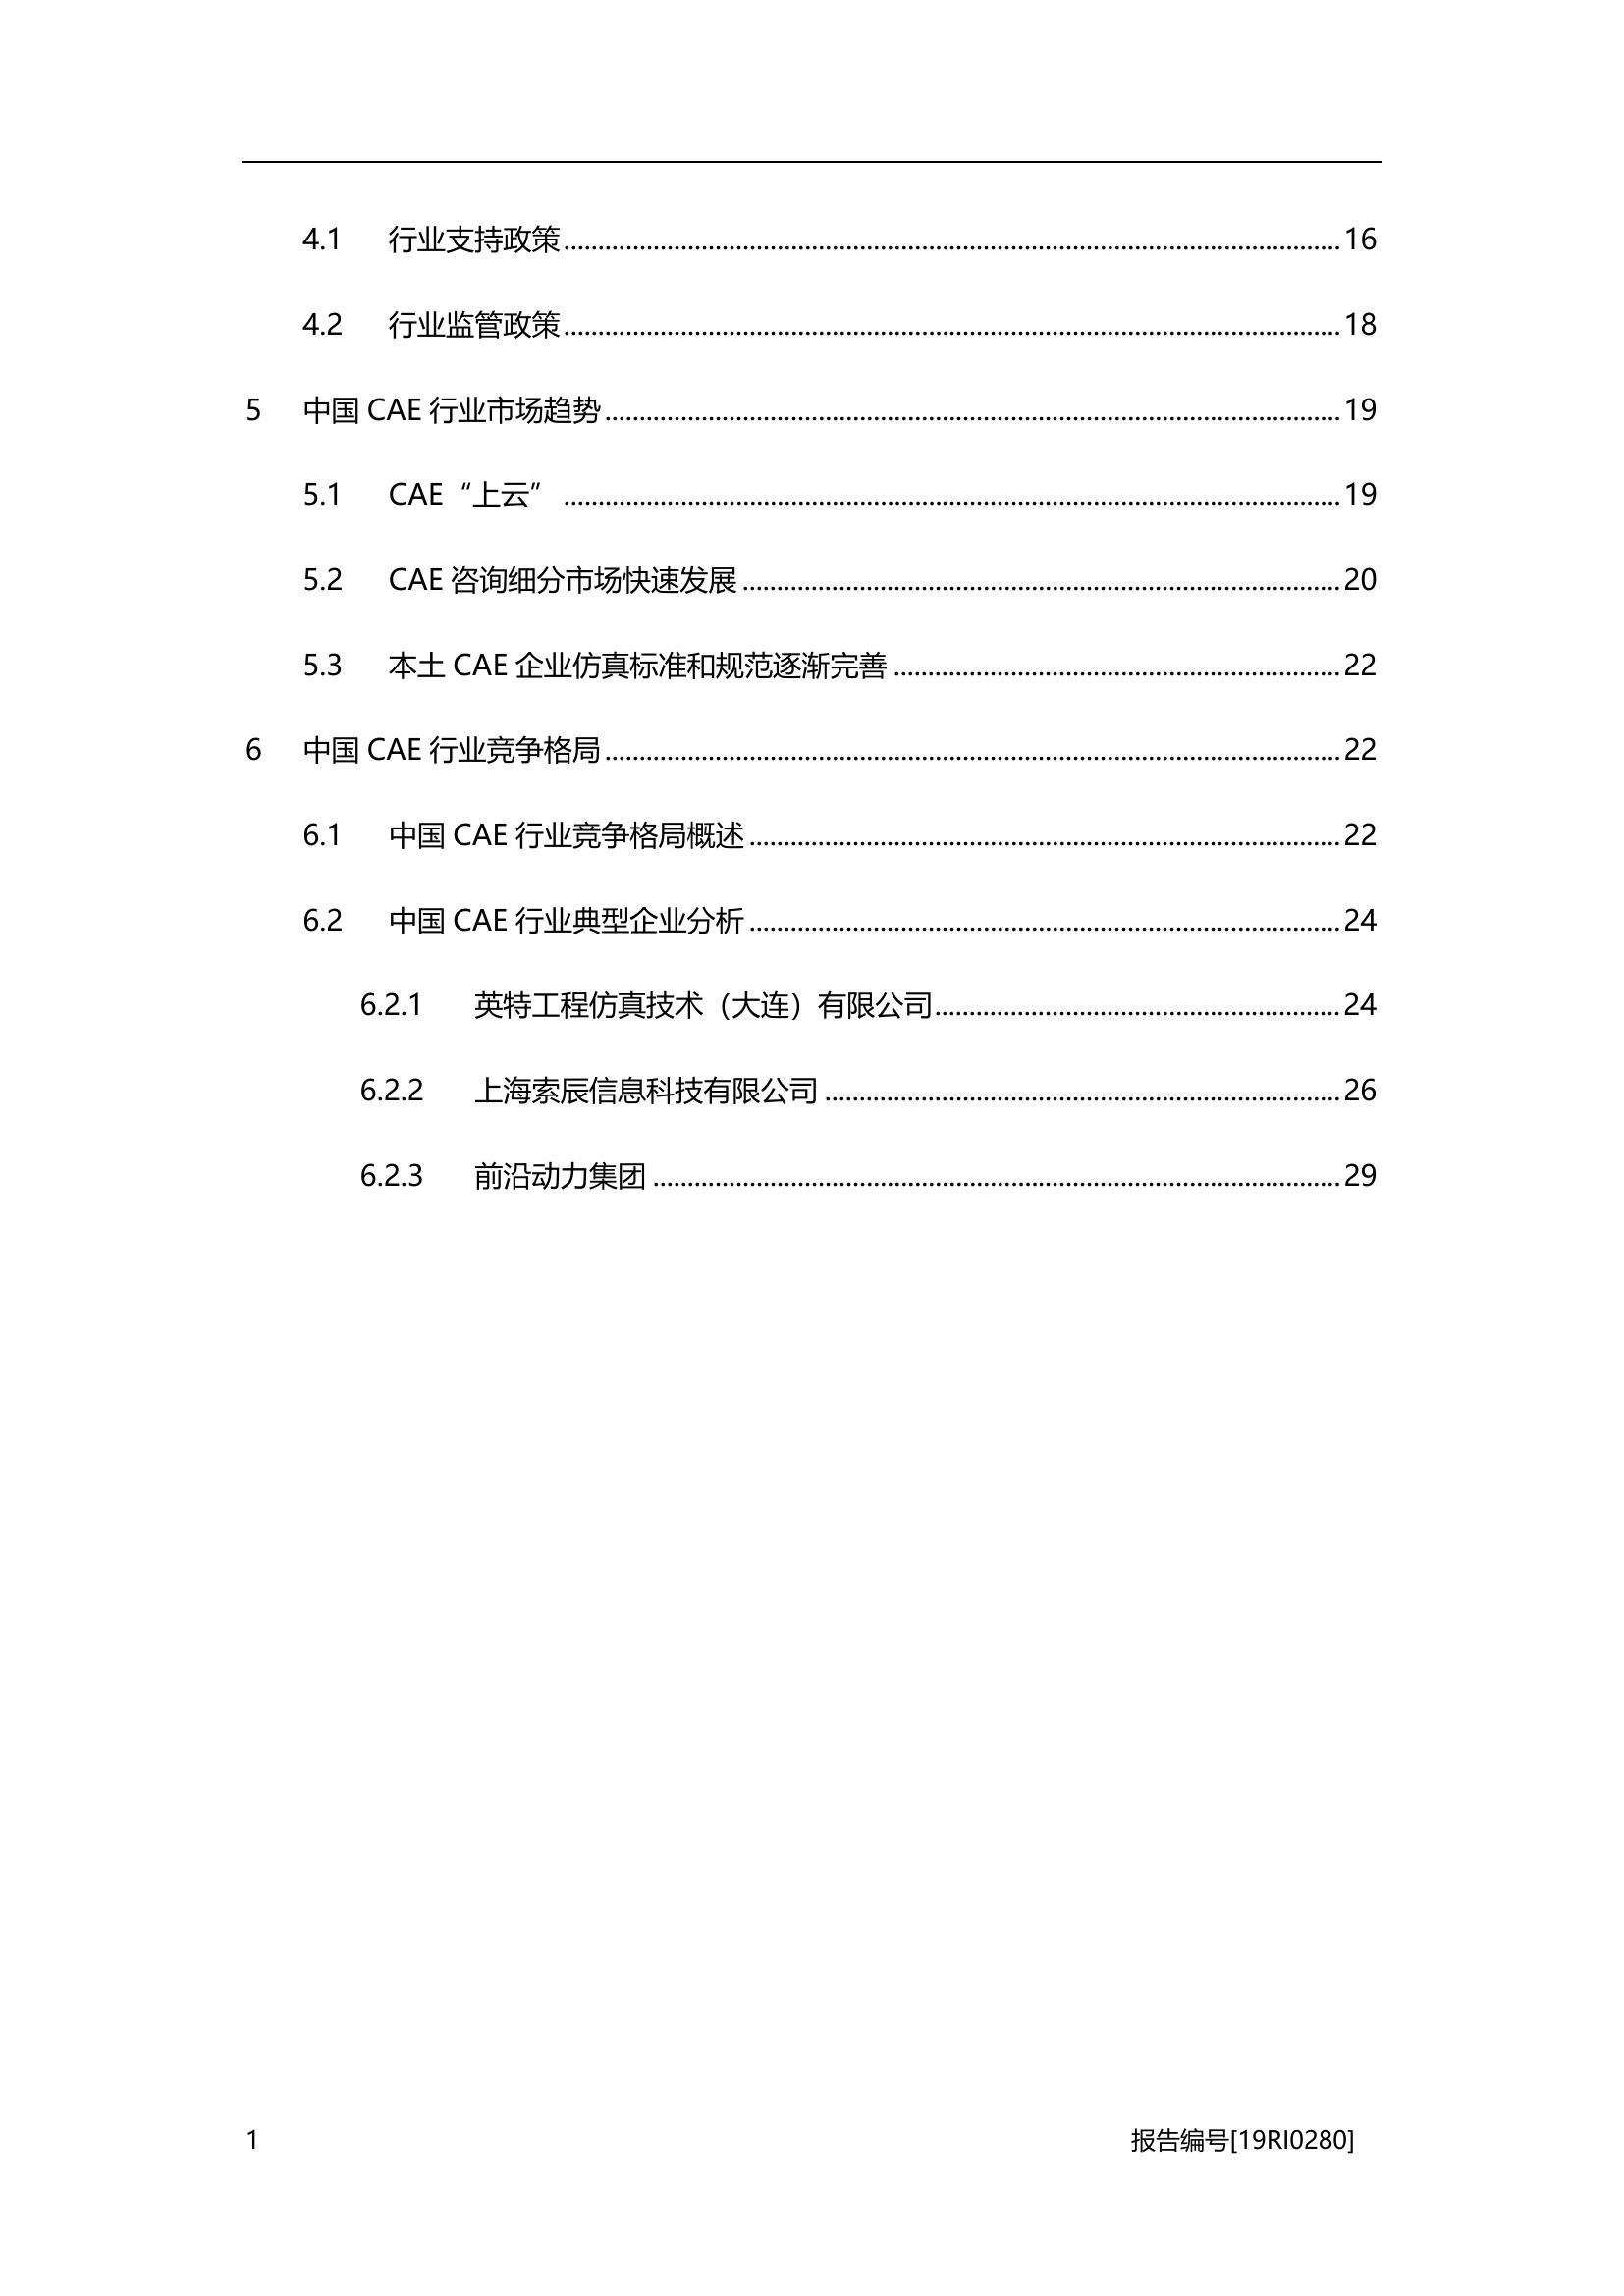 4.1 行业支持政策 16
4.2 行业监管政策 18
5 中国 CAE 行业市场趋势 19
5.1 CAE“上云” 19
5.2 CAE 咨询细分市场快速发展 20
5.3 本土 CAE 企业仿真标准和规范逐渐完善 22
6 中国 CAE 行业竞争格局 22
6.1 中国 CAE 行业竞争格局概述 22
6.2 中国 CAE 行业典型企业分析 24
6.2.1 英特工程仿真技术（大连）有限公司 24
6.2.2 上海索辰信息科技有限公司 26
6.2.3 前沿动力集团 29
1 报告编号[19RI0280]